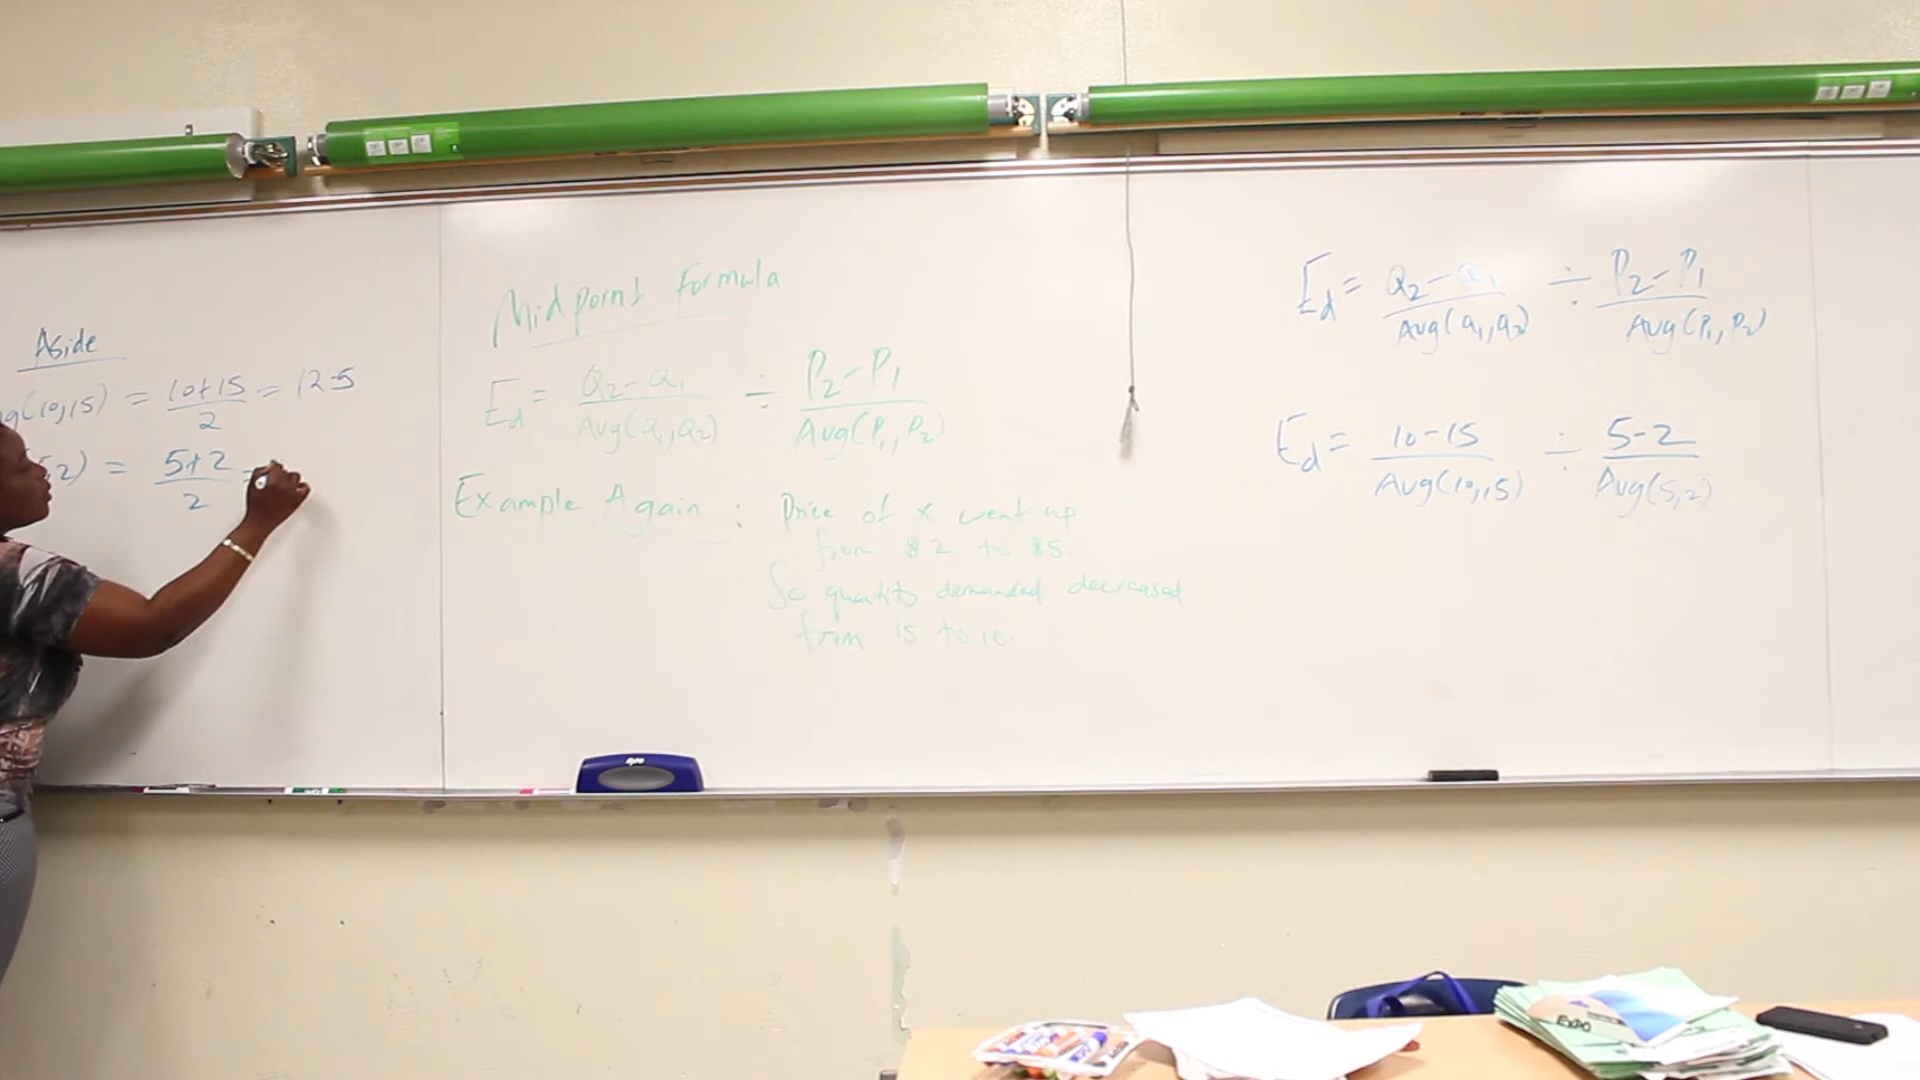 Aside
g(10,15) = 10+15 / 2 = 12.5
5,2) = 5+2 / 2 =
Midpoint Formula
Ed = Q2-Q1 / Avg(Q1,Q2) ÷ P2-P1 / Avg(P1,P2)
Example Again : Price of x went up
from $2 to $5.
So quantity demanded decreased
from 15 to 10.
Ed = Q2-Q1 / Avg(Q1,Q2) ÷ P2-P1 / Avg(P1,P2)
Ed = 10-15 / Avg(10,15) ÷ 5-2 / Avg(5,2)
expo
EXPO